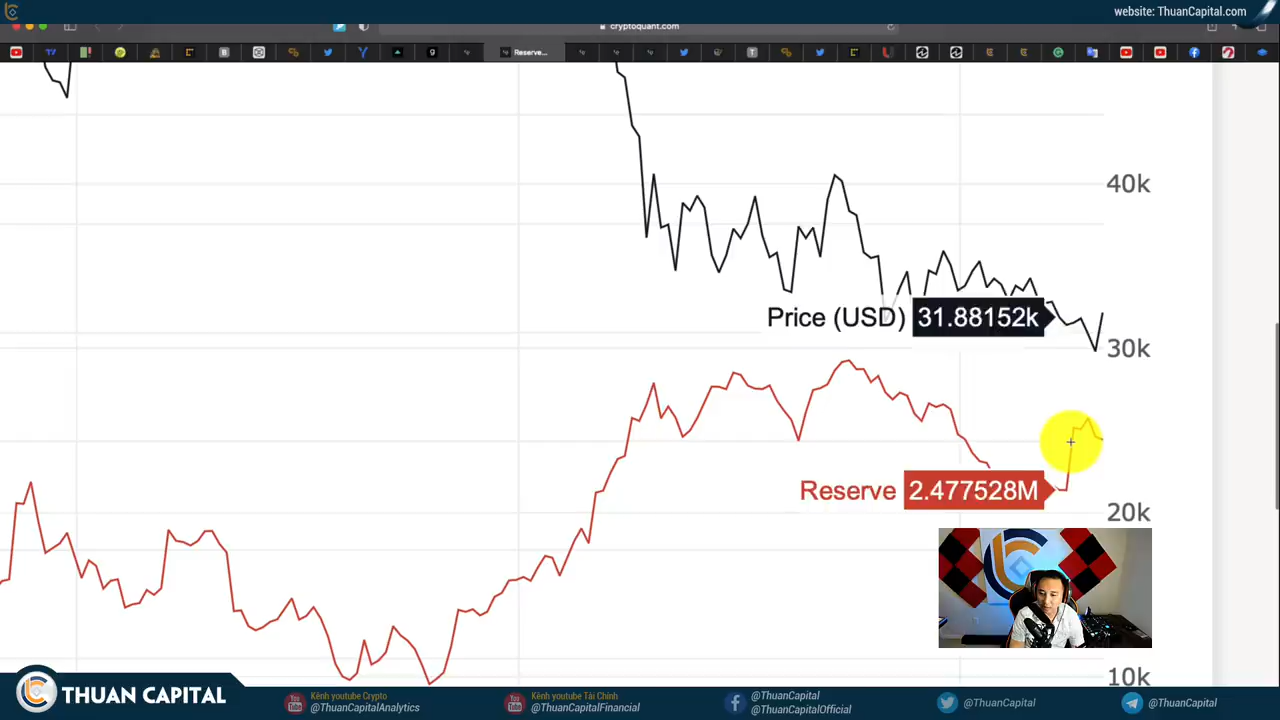 website: ThuanCapital.com
cryptoquant.com
Reserve...
40k
Price (USD) 31.88152k
30k
Reserve 2.477528M
20k
10k
THUAN CAPITAL
Kênh youtube Crypto
@ThuanCapitalAnalytics
Kênh youtube Tài Chính
@ThuanCapitalFinancial
@ThuanCapital
@ThuanCapitalOfficial
@ThuanCapital
@ThuanCapital